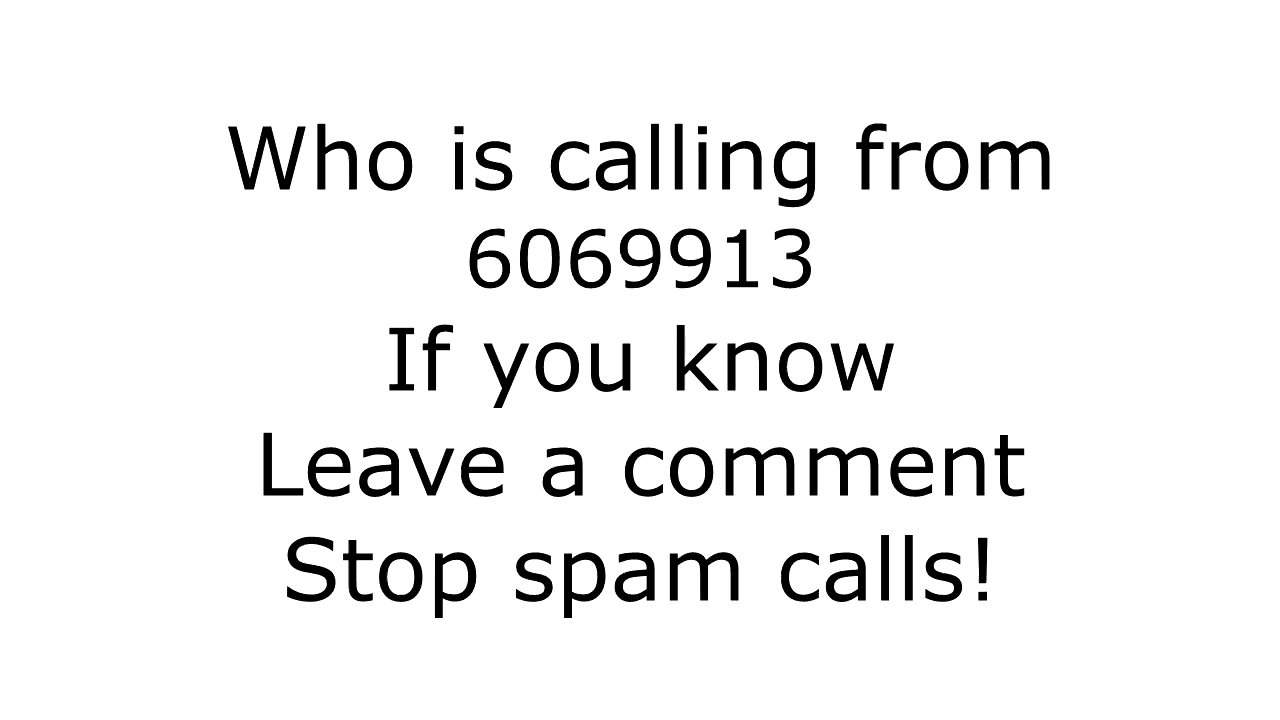 Who is calling from
6069913
If you know
Leave a comment
Stop spam calls!